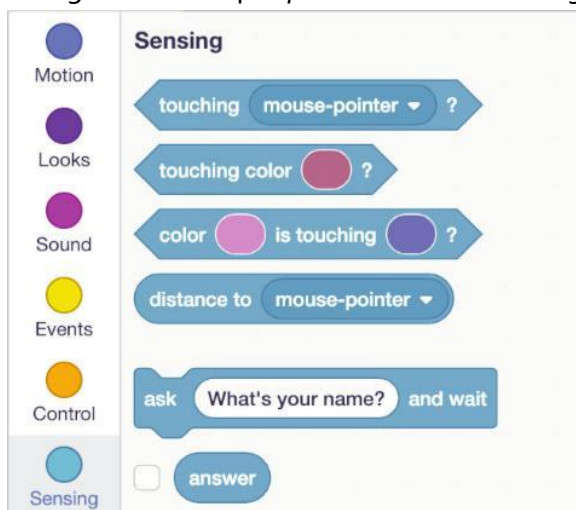 Motion
Looks
Sound
Events
Control
Sensing
Sensing
touching mouse-pointer ?
touching color ?
color is touching ?
distance to mouse-pointer
ask What's your name? and wait
answer